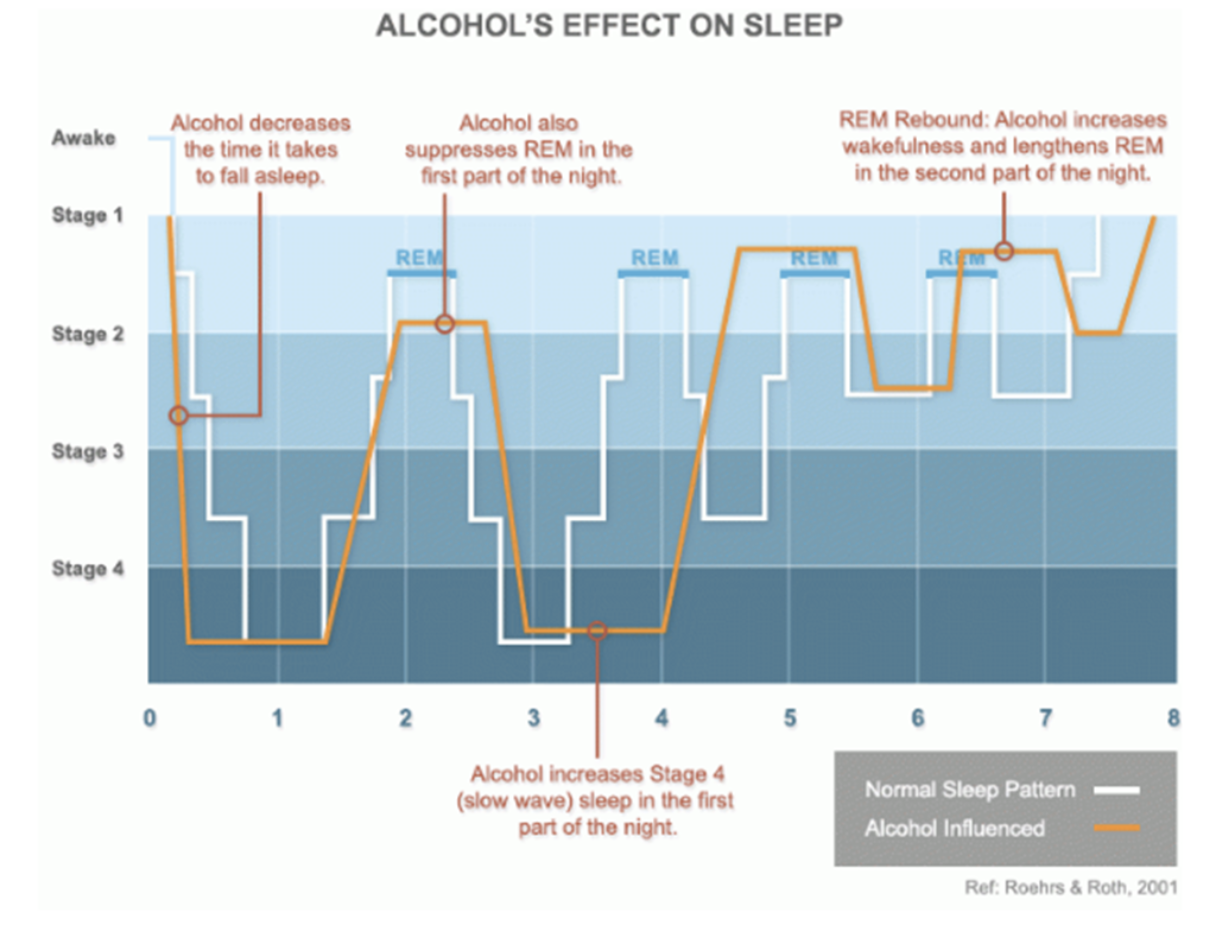 ALCOHOL'S EFFECT ON SLEEP
Alcohol decreases
the time it takes
to fall asleep.
Alcohol also
suppresses REM in the
first part of the night.
REM Rebound: Alcohol increases
wakefulness and lengthens REM
in the second part of the night.
Awake
Stage 1
REM
REM
REM
REM
Stage 2
Stage 3
Stage 4
0 1 2 3 4 5 6 7 8
Alcohol increases Stage 4
(slow wave) sleep in the first
part of the night.
Normal Sleep Pattern
Alcohol Influenced
Ref: Roehrs & Roth, 2001